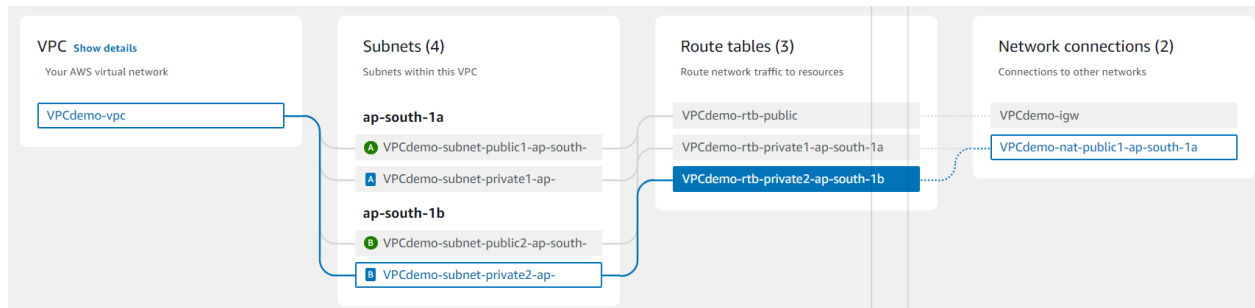 VPC Show details
Your AWS virtual network
VPCdemo-vpc
Subnets (4)
Subnets within this VPC
ap-south-1a
A VPCdemo-subnet-public1-ap-south-
A VPCdemo-subnet-private1-ap-
ap-south-1b
B VPCdemo-subnet-public2-ap-south-
B VPCdemo-subnet-private2-ap-
Route tables (3)
Route network traffic to resources
VPCdemo-rtb-public
VPCdemo-rtb-private1-ap-south-1a
VPCdemo-rtb-private2-ap-south-1b
Network connections (2)
Connections to other networks
VPCdemo-igw
VPCdemo-nat-public1-ap-south-1a